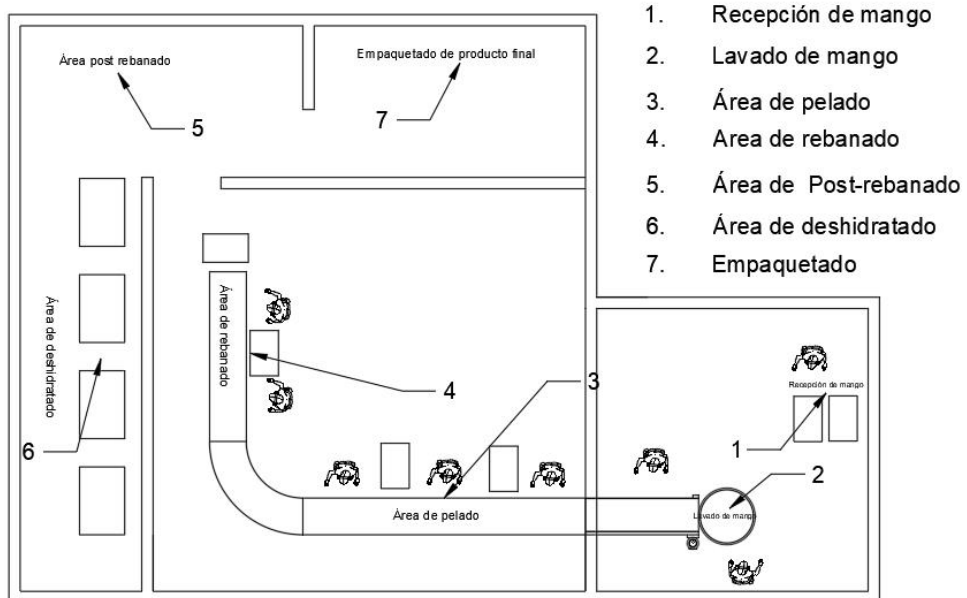 1. Recepción de mango
2. Lavado de mango
3. Área de pelado
4. Area de rebanado
5. Área de Post-rebanado
6. Área de deshidratado
7. Empaquetado
Área post rebanado
5
Empaquetado de producto final
7
Área de deshidratado
6
Área de rebanado
4
3
Área de pelado
Recepción de mango
1
2
Lavado de mango